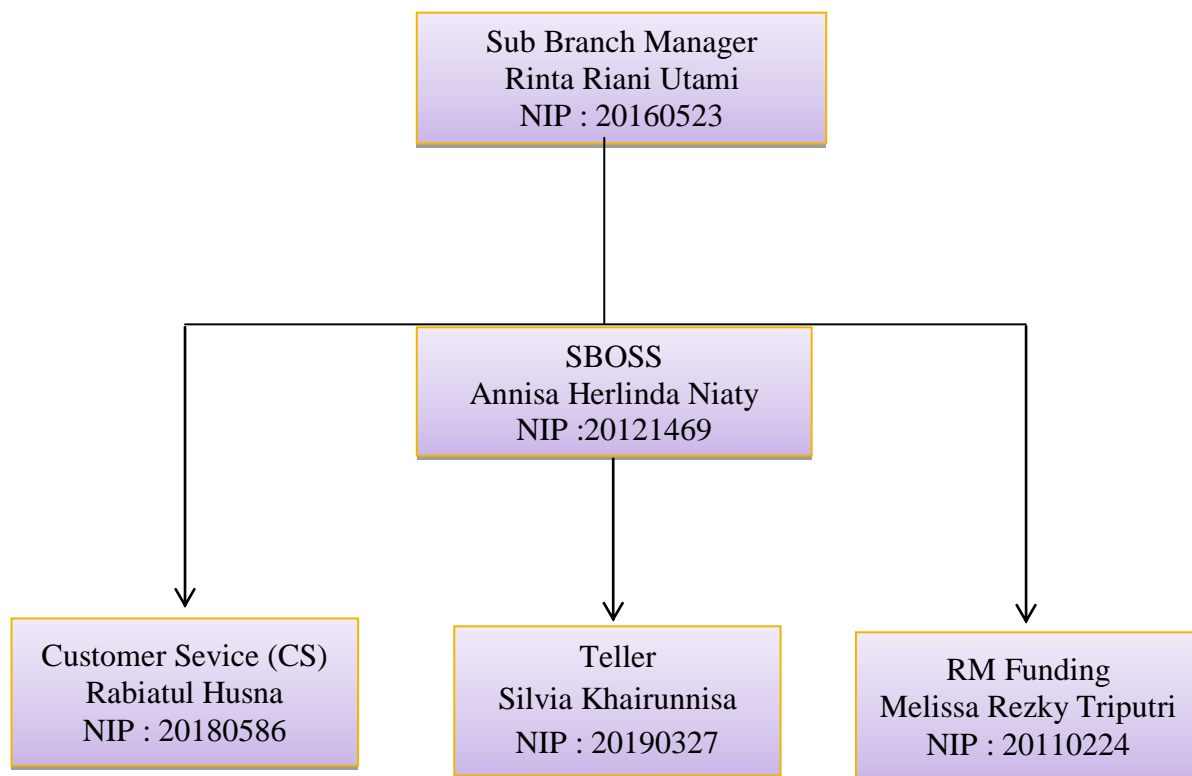 Sub Branch Manager
Rinta Riani Utami
NIP : 20160523
SBOSS
Annisa Herlinda Niaty
NIP :20121469
Customer Sevice (CS)
Rabiatul Husna
NIP : 20180586
Teller
Silvia Khairunnisa
NIP : 20190327
RM Funding
Melissa Rezky Triputri
NIP : 20110224